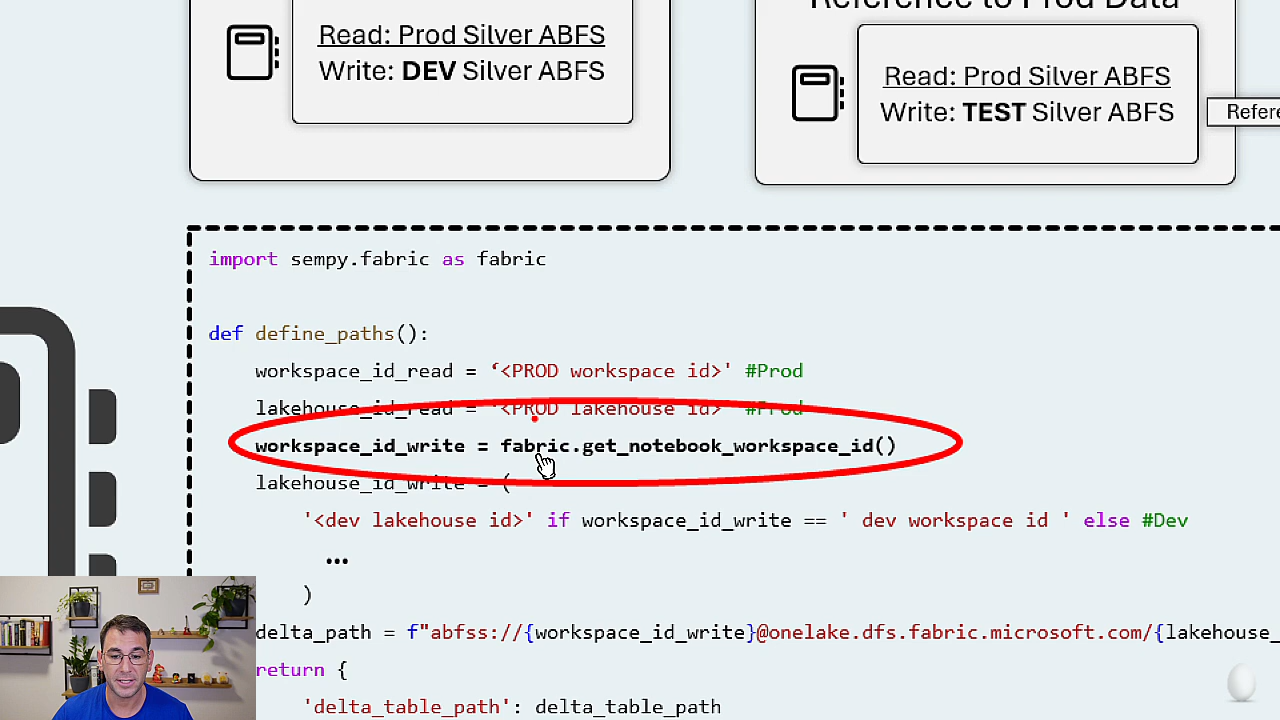 Read: Prod Silver ABFS
Write: DEV Silver ABFS
Reference to Prod Data
Read: Prod Silver ABFS
Write: TEST Silver ABFS
Refere
import sempy.fabric as fabric
def define_paths():
workspace_id_read = ‘<PROD workspace id>' #Prod
lakehouse_id_read = ‘<PROD lakehouse id>' #Prod
workspace_id_write = fabric.get_notebook_workspace_id()
lakehouse_id_write = (
'<dev lakehouse id>' if workspace_id_write == ' dev workspace id ' else #Dev
...
)
delta_path = f"abfss://{workspace_id_write}@onelake.dfs.fabric.microsoft.com/{lakehouse_
return {
'delta_table_path': delta_table_path